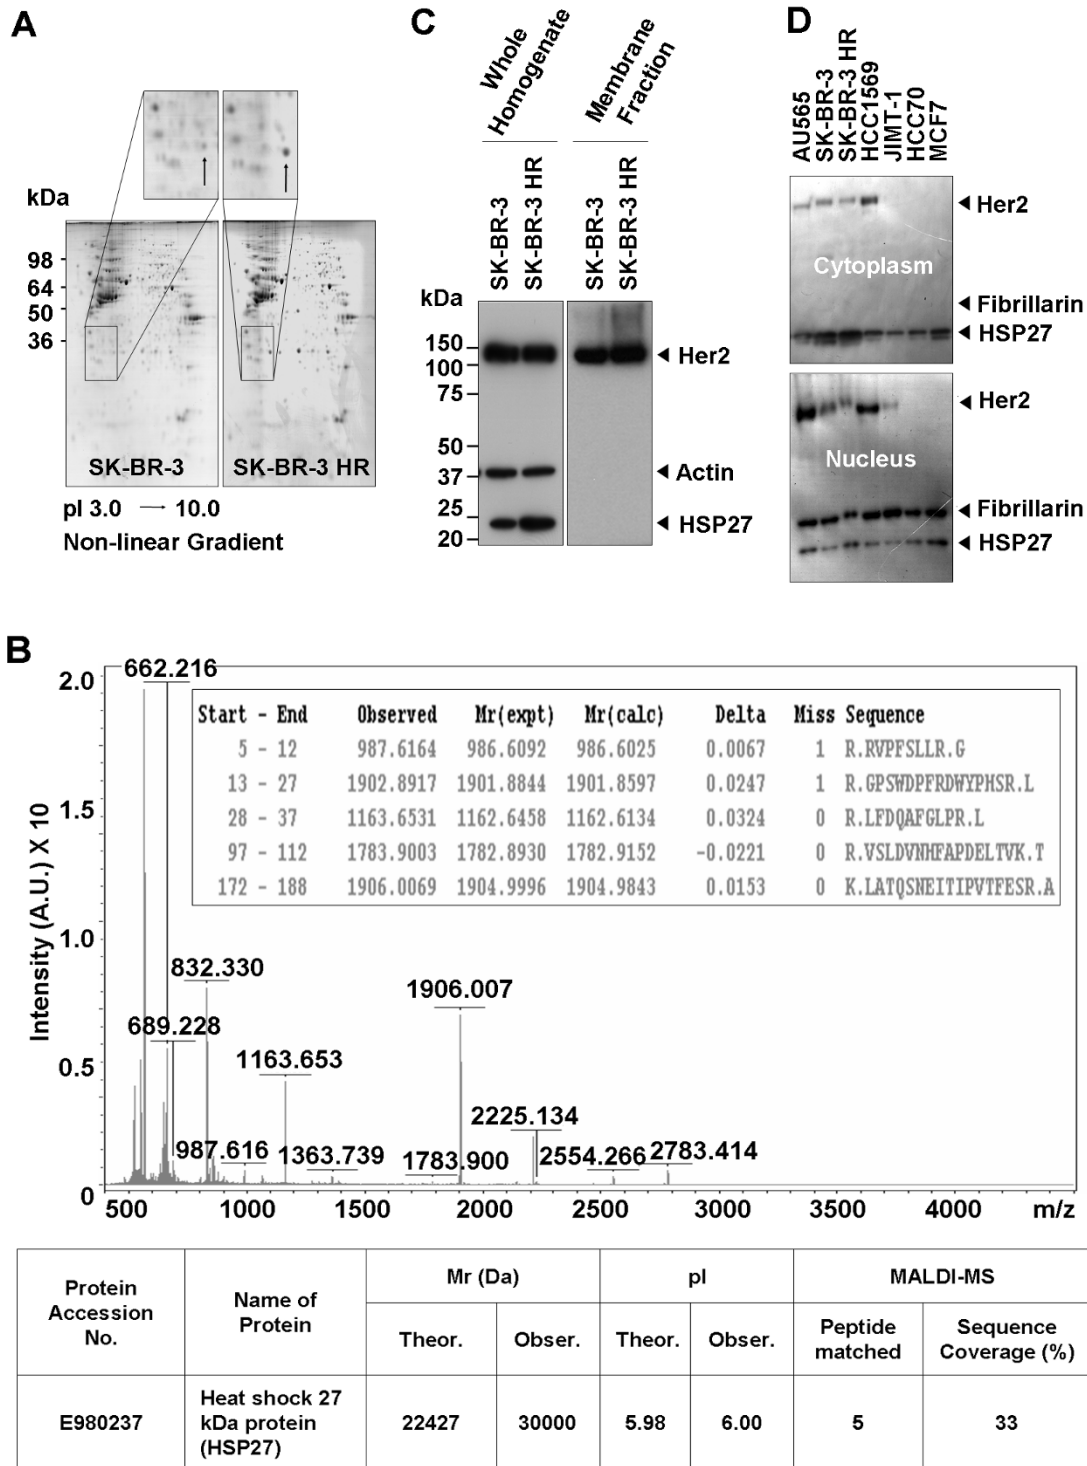 A
kDa
98
64
50
36
SK-BR-3
SK-BR-3 HR
pI 3.0 → 10.0
Non-linear Gradient
C
Whole
Homogenate
Membrane
Fraction
SK-BR-3
SK-BR-3 HR
SK-BR-3
SK-BR-3 HR
kDa
150
100
75
50
37
25
20
Her2
Actin
HSP27
D
AU565
SK-BR-3
SK-BR-3 HR
HCC1569
JIMT-1
HCC70
MCF7
Her2
Cytoplasm
Fibrillarin
HSP27
Her2
Nucleus
Fibrillarin
HSP27
B
Intensity (A.U.) X 10
2.0
1.5
1.0
0.5
0
662.216
832.330
689.228
1163.653
987.616
1363.739
1783.900
1906.007
2225.134
2554.266
2783.414
Start - End Observed Mr(expt) Mr(calc) Delta Miss Sequence
5 - 12 987.6164 986.6092 986.6025 0.0067 1 R.RVPFSLLR.G
13 - 27 1902.8917 1901.8844 1901.8597 0.0247 1 R.GPSWDPFRDWYPHSR.L
28 - 37 1163.6531 1162.6458 1162.6134 0.0324 0 R.LFDQAFGLPR.L
97 - 112 1783.9003 1782.8930 1782.9152 -0.0221 0 R.VSLDVNHFAPDELTVK.T
172 - 188 1906.0069 1904.9996 1904.9843 0.0153 0 K.LATQSNEITIPVTFESR.A
500 1000 1500 2000 2500 3000 3500 4000 m/z
Protein
Accession
No.
Name of
Protein
Mr (Da)
pI
MALDI-MS
Theor.
Obser.
Theor.
Obser.
Peptide
matched
Sequence
Coverage (%)
E980237
Heat shock 27
kDa protein
(HSP27)
22427
30000
5.98
6.00
5
33